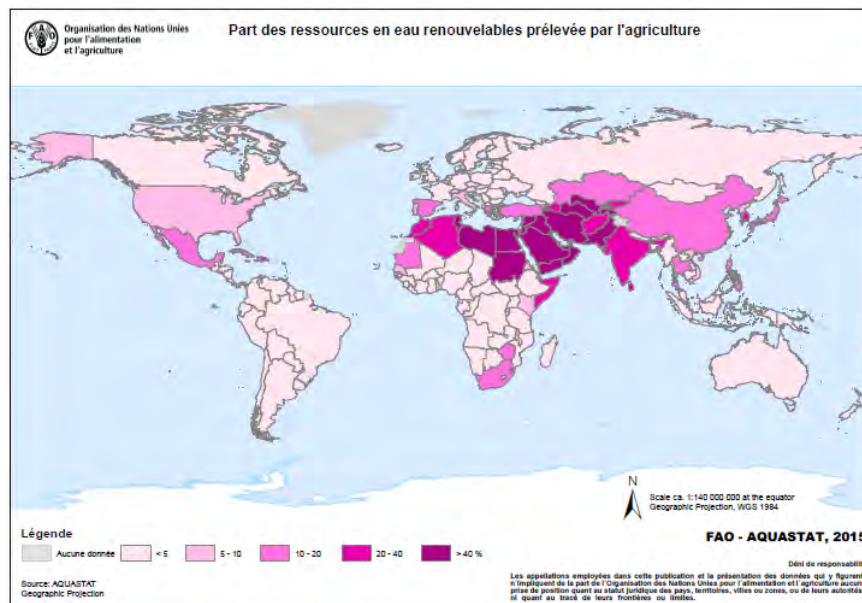 Organisation des Nations Unies
pour l'alimentation
et l'agriculture
Part des ressources en eau renouvelables prélevée par l'agriculture
N
Scale ca. 1:140 000 000 at the equator
Geographic Projection, WGS 1984
Légende
Aucune donnée
< 5
5 - 10
10 - 20
20 - 40
> 40 %
FAO - AQUASTAT, 2015
Source: AQUASTAT
Geographic Projection
Déni de responsabilit
Les appellations employées dans cette publication et la présentation des données qui y figurent
n'impliquent de la part de l'Organisation des Nations Unies pour l'alimentation et l'agriculture aucune
prise de position quant au statut juridique des pays, territoires, villes ou zones, ou de leurs autorités,
ni quant au tracé de leurs frontières ou limites.